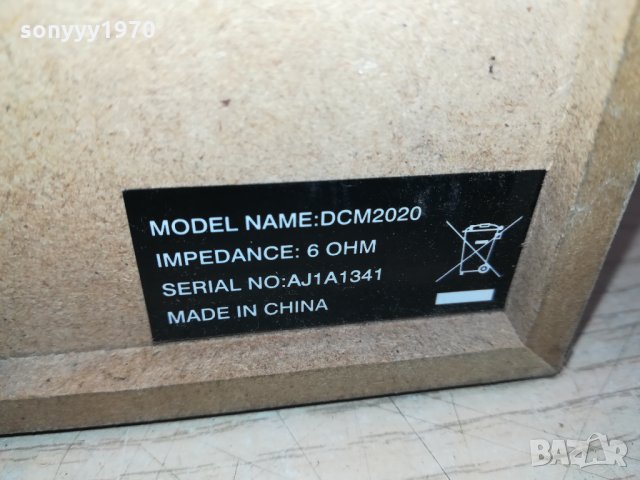 sonyyy1970
MODEL NAME:DCM2020
IMPEDANCE: 6 OHM
SERIAL NO:AJ1A1341
MADE IN CHINA
BAZAR